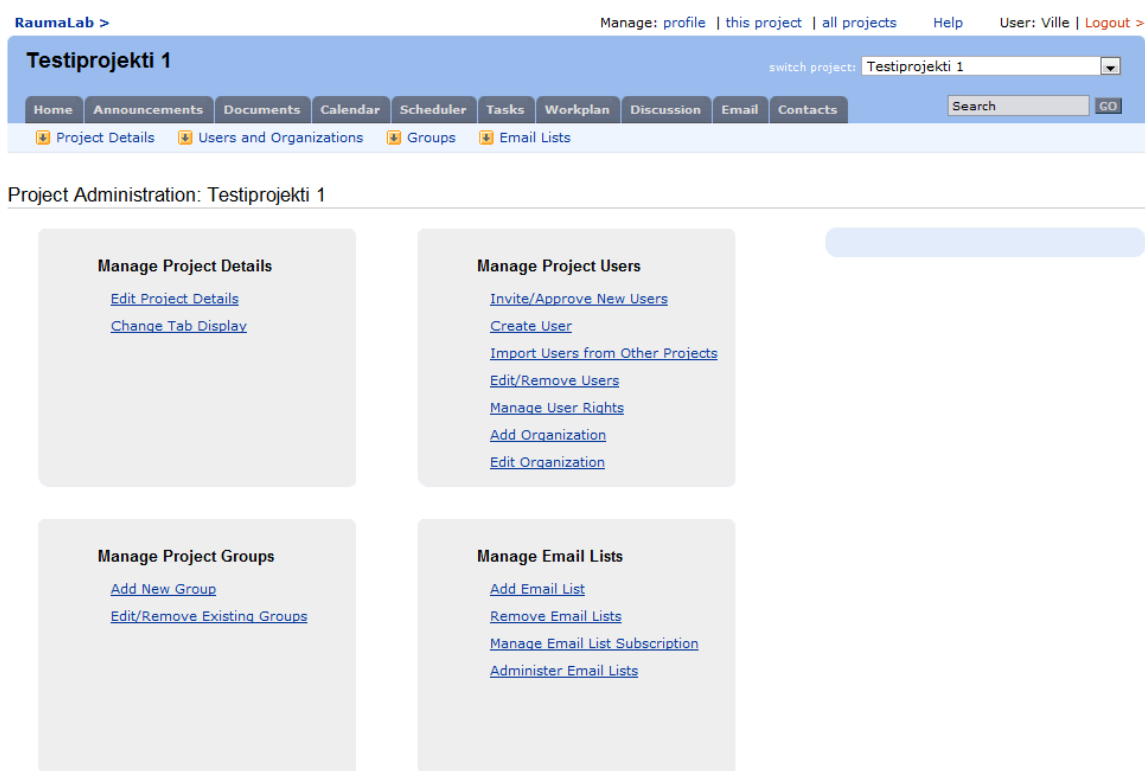 RaumaLab > Manage: profile | this project | all projects Help User: Ville | Logout >
Testiprojekti 1 switch project: Testiprojekti 1
Home Announcements Documents Calendar Scheduler Tasks Workplan Discussion Email Contacts Search GO
Project Details Users and Organizations Groups Email Lists
Project Administration: Testiprojekti 1
Manage Project Details
Edit Project Details
Change Tab Display
Manage Project Users
Invite/Approve New Users
Create User
Import Users from Other Projects
Edit/Remove Users
Manage User Rights
Add Organization
Edit Organization
Manage Project Groups
Add New Group
Edit/Remove Existing Groups
Manage Email Lists
Add Email List
Remove Email Lists
Manage Email List Subscription
Administer Email Lists